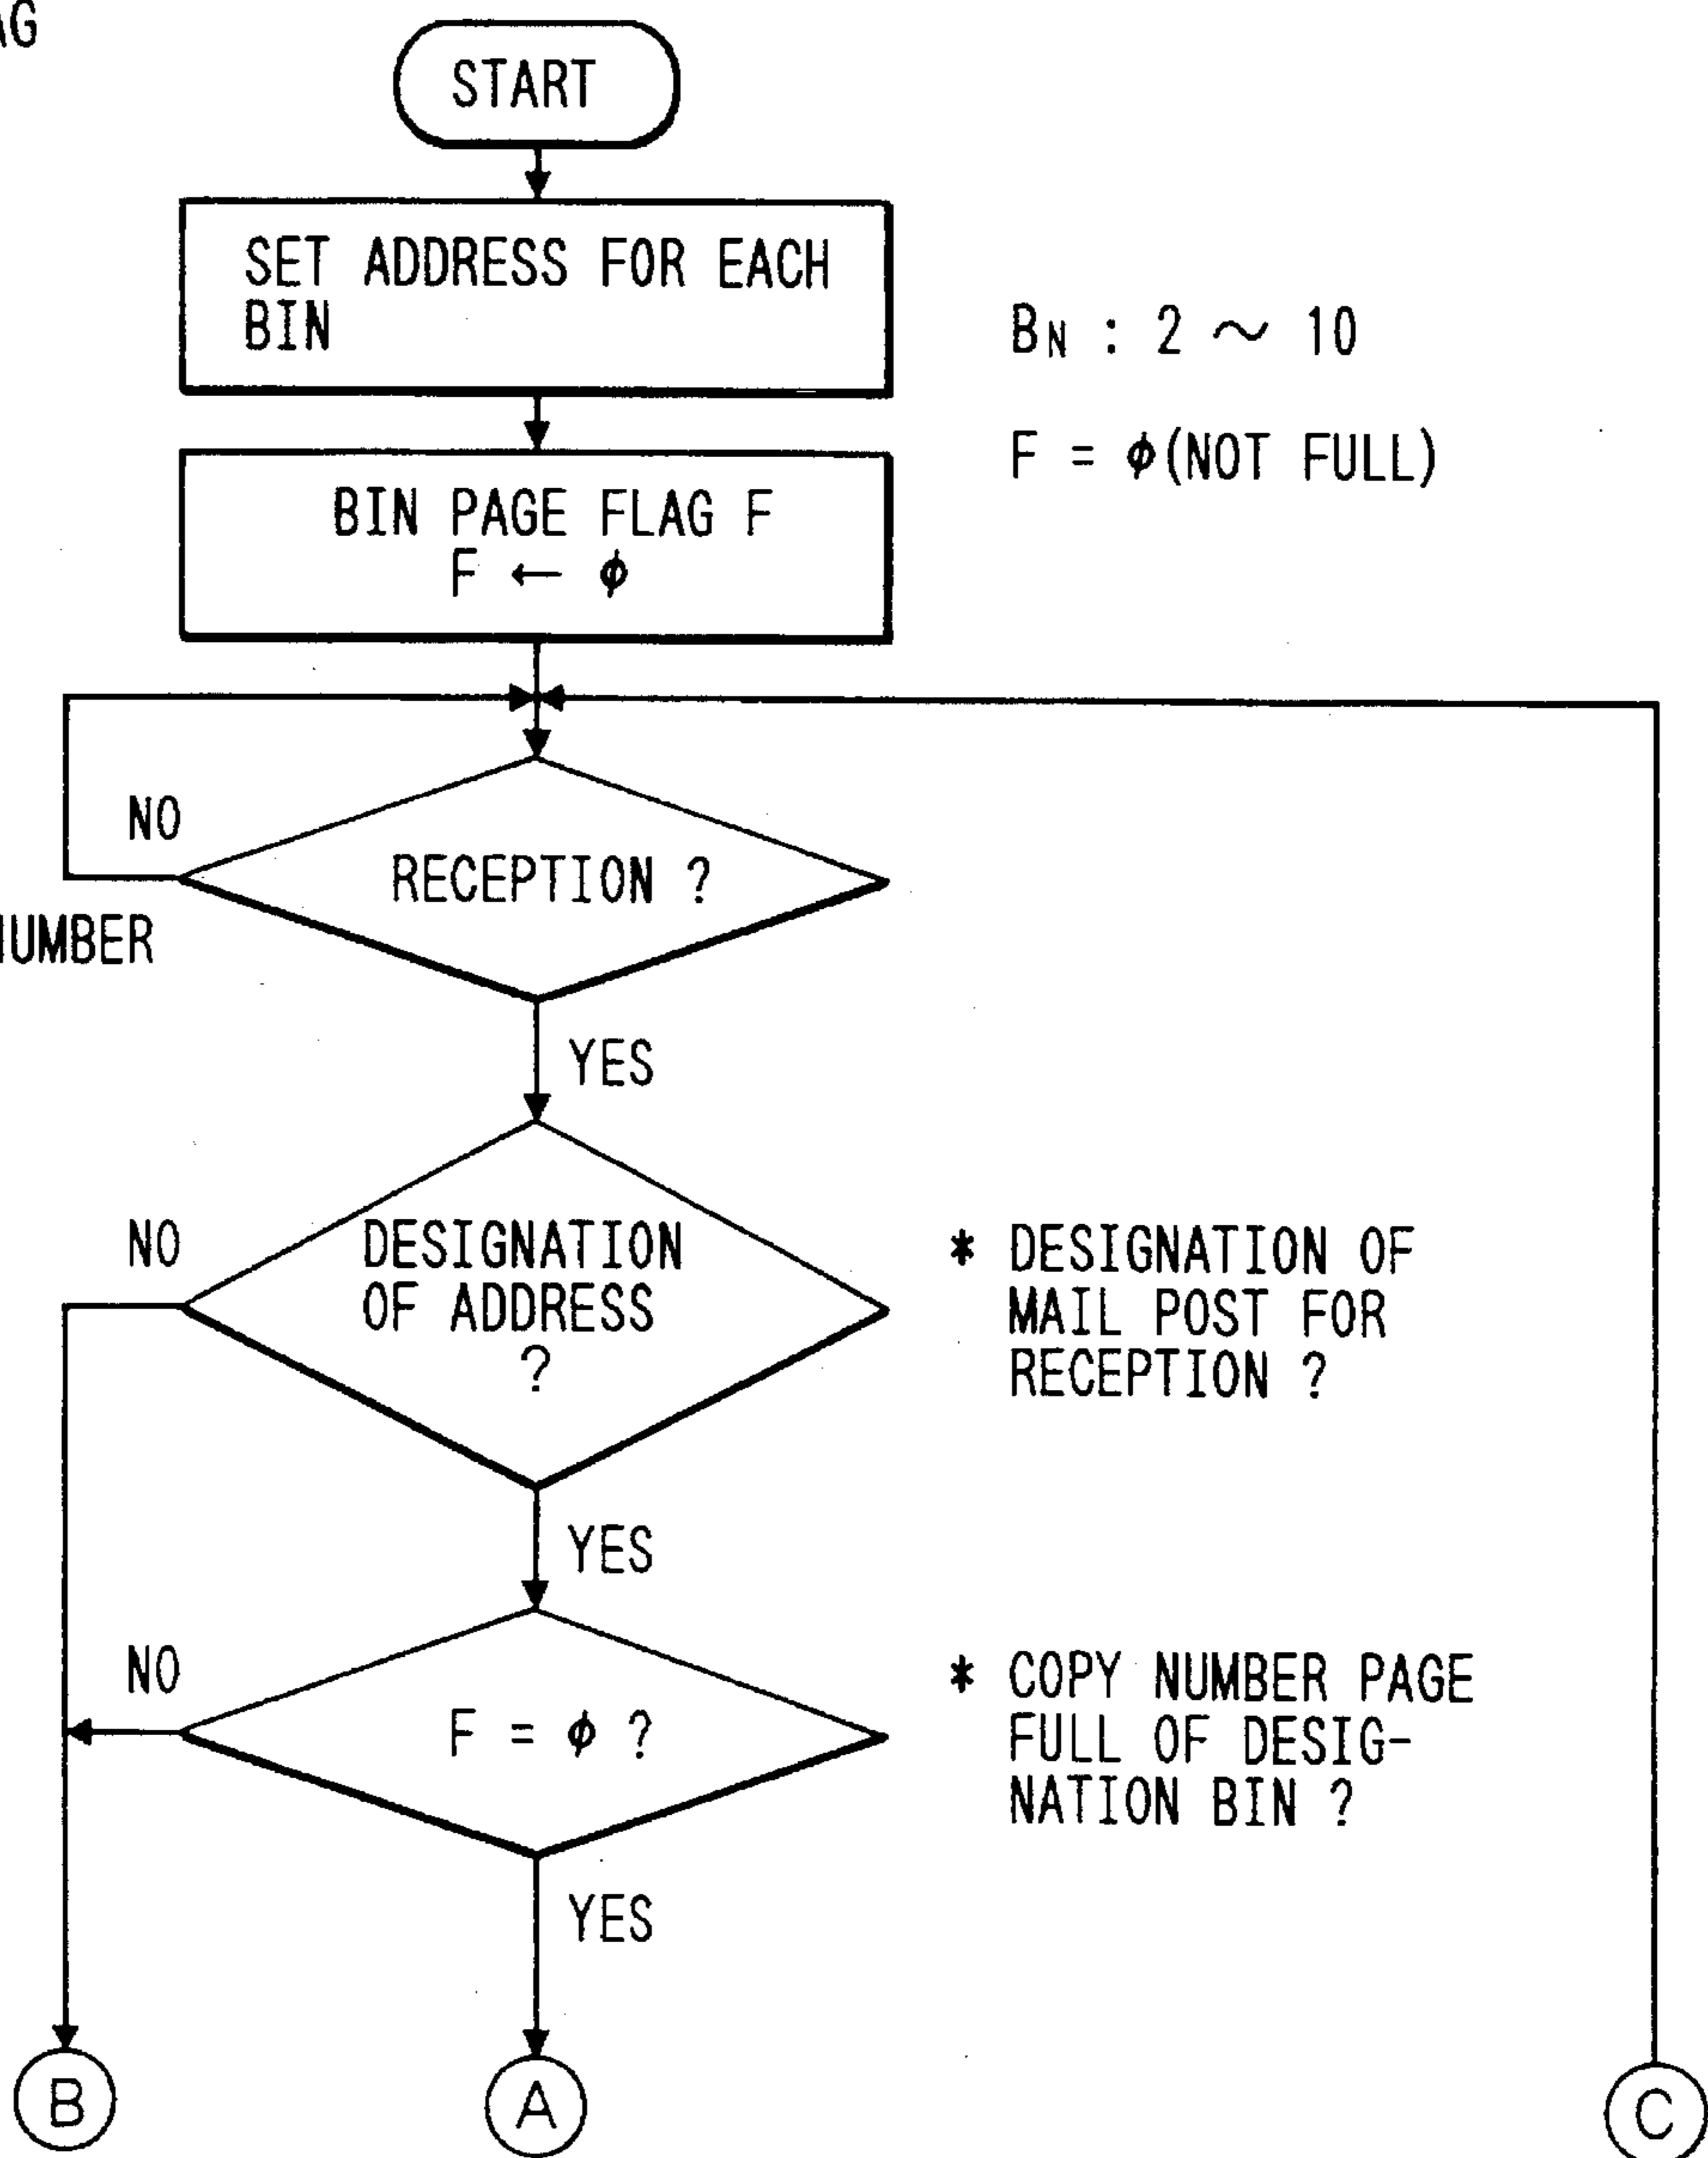 AG
START
SET ADDRESS FOR EACH
BIN
BN : 2 ～ 10
F = ϕ(NOT FULL)
BIN PAGE FLAG F
F ← ϕ
NO
RECEPTION ?
NUMBER
YES
NO
DESIGNATION
OF ADDRESS
?
* DESIGNATION OF
MAIL POST FOR
RECEPTION ?
YES
NO
F = ϕ ?
* COPY NUMBER PAGE
FULL OF DESIG-
NATION BIN ?
YES
B
A
C